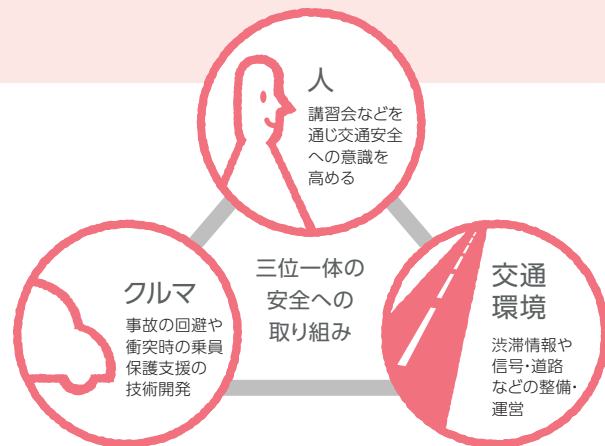 人
講習会などを
通じ交通安全
への意識を
高める
三位一体の
安全への
取り組み
クルマ
事故の回避や
衝突時の乗員
保護支援の
技術開発
交通
環境
渋滞情報や
信号・道路
などの整備・
運営